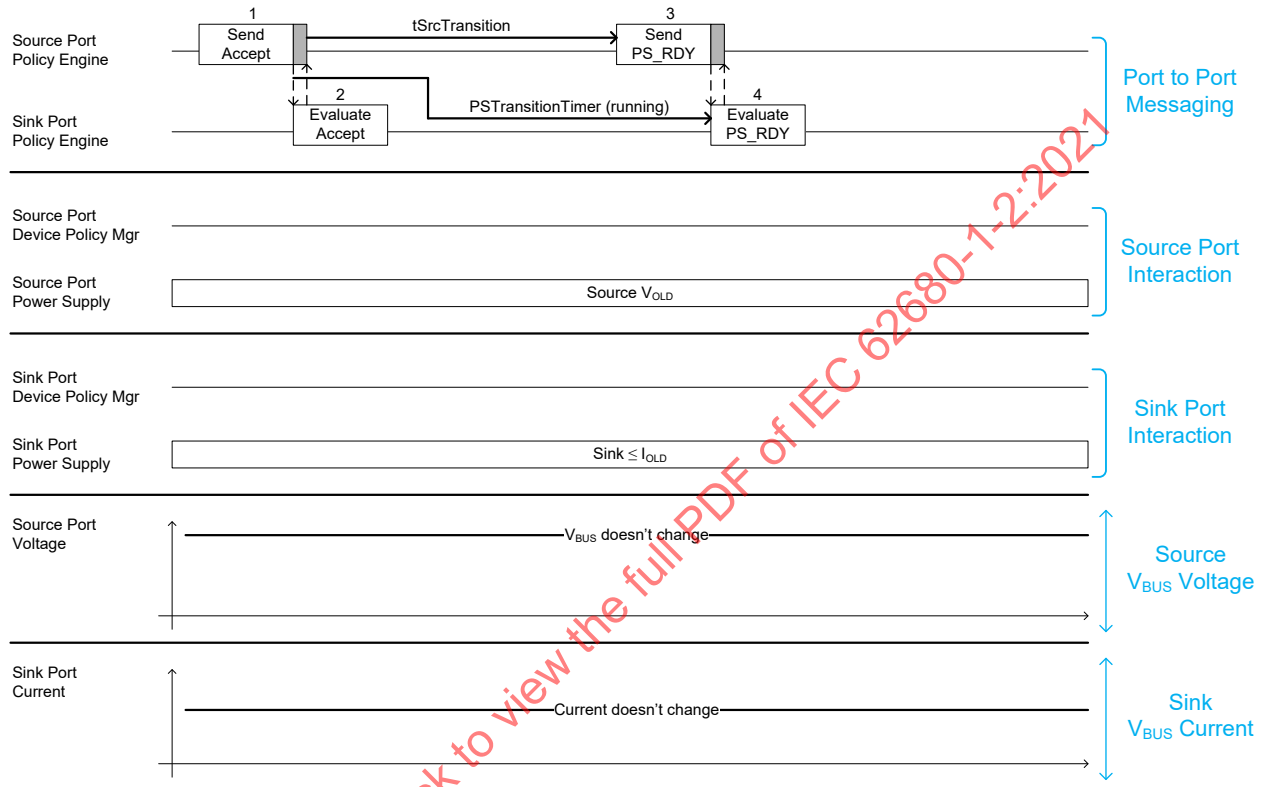 1
tSrcTransition
3
Source Port
Policy Engine
Send
Accept
Send
PS_RDY
Port to Port
Messaging
2
PSTransitionTimer (running)
4
Sink Port
Policy Engine
Evaluate
Accept
Evaluate
PS_RDY
Source Port
Device Policy Mgr
Source Port
Interaction
Source Port
Power Supply
Source VOLD
Sink Port
Device Policy Mgr
Sink Port
Interaction
Sink Port
Power Supply
Sink ≤ IOLD
Source Port
Voltage
VBUS doesn't change
Source
VBUS Voltage
Sink Port
Current
Current doesn't change
Sink
VBUS Current
to view the full PDF of IEC 62680-1-2:2021